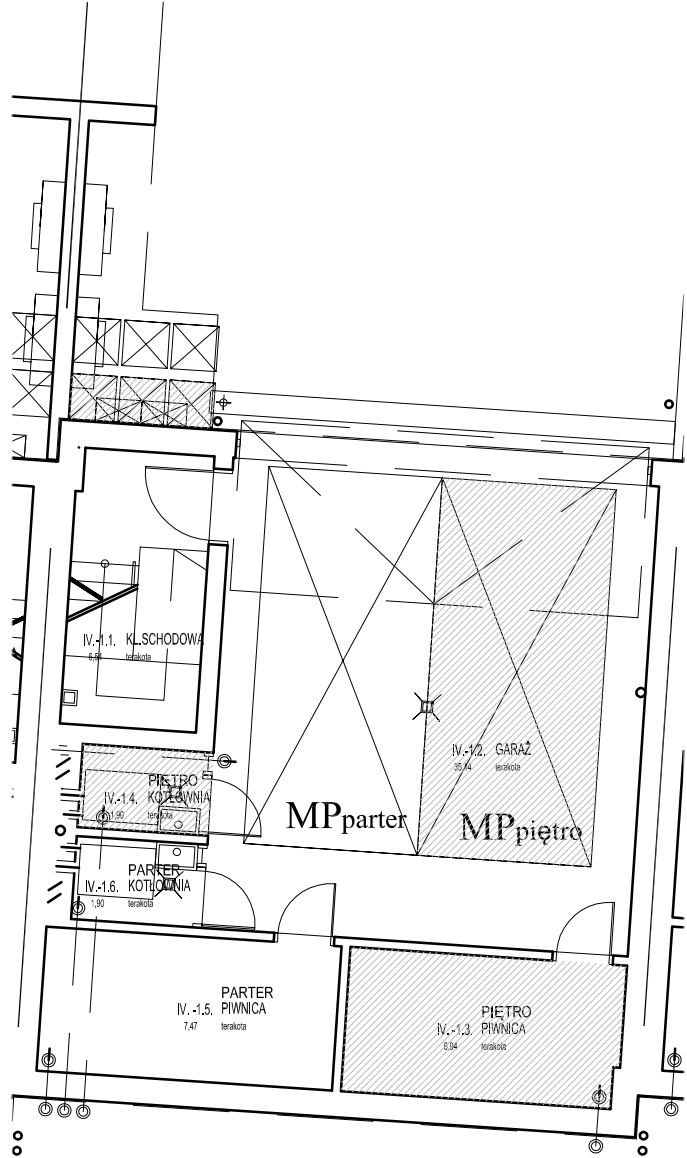 IV.-1.1. KL.SCHODOWA
6,54 terakota
IV.-1.2. GARAŻ
35,14 terakota
PIĘTRO
IV.-1.4. KOTŁOWNIA
1,90 terakota
MPparter
MPpiętro
PARTER
IV.-1.6. KOTŁOWNIA
1,90 terakota
PARTER
IV. -1.5. PIWNICA
7,47 terakota
PIĘTRO
IV. -1.3. PIWNICA
6,94 terakota